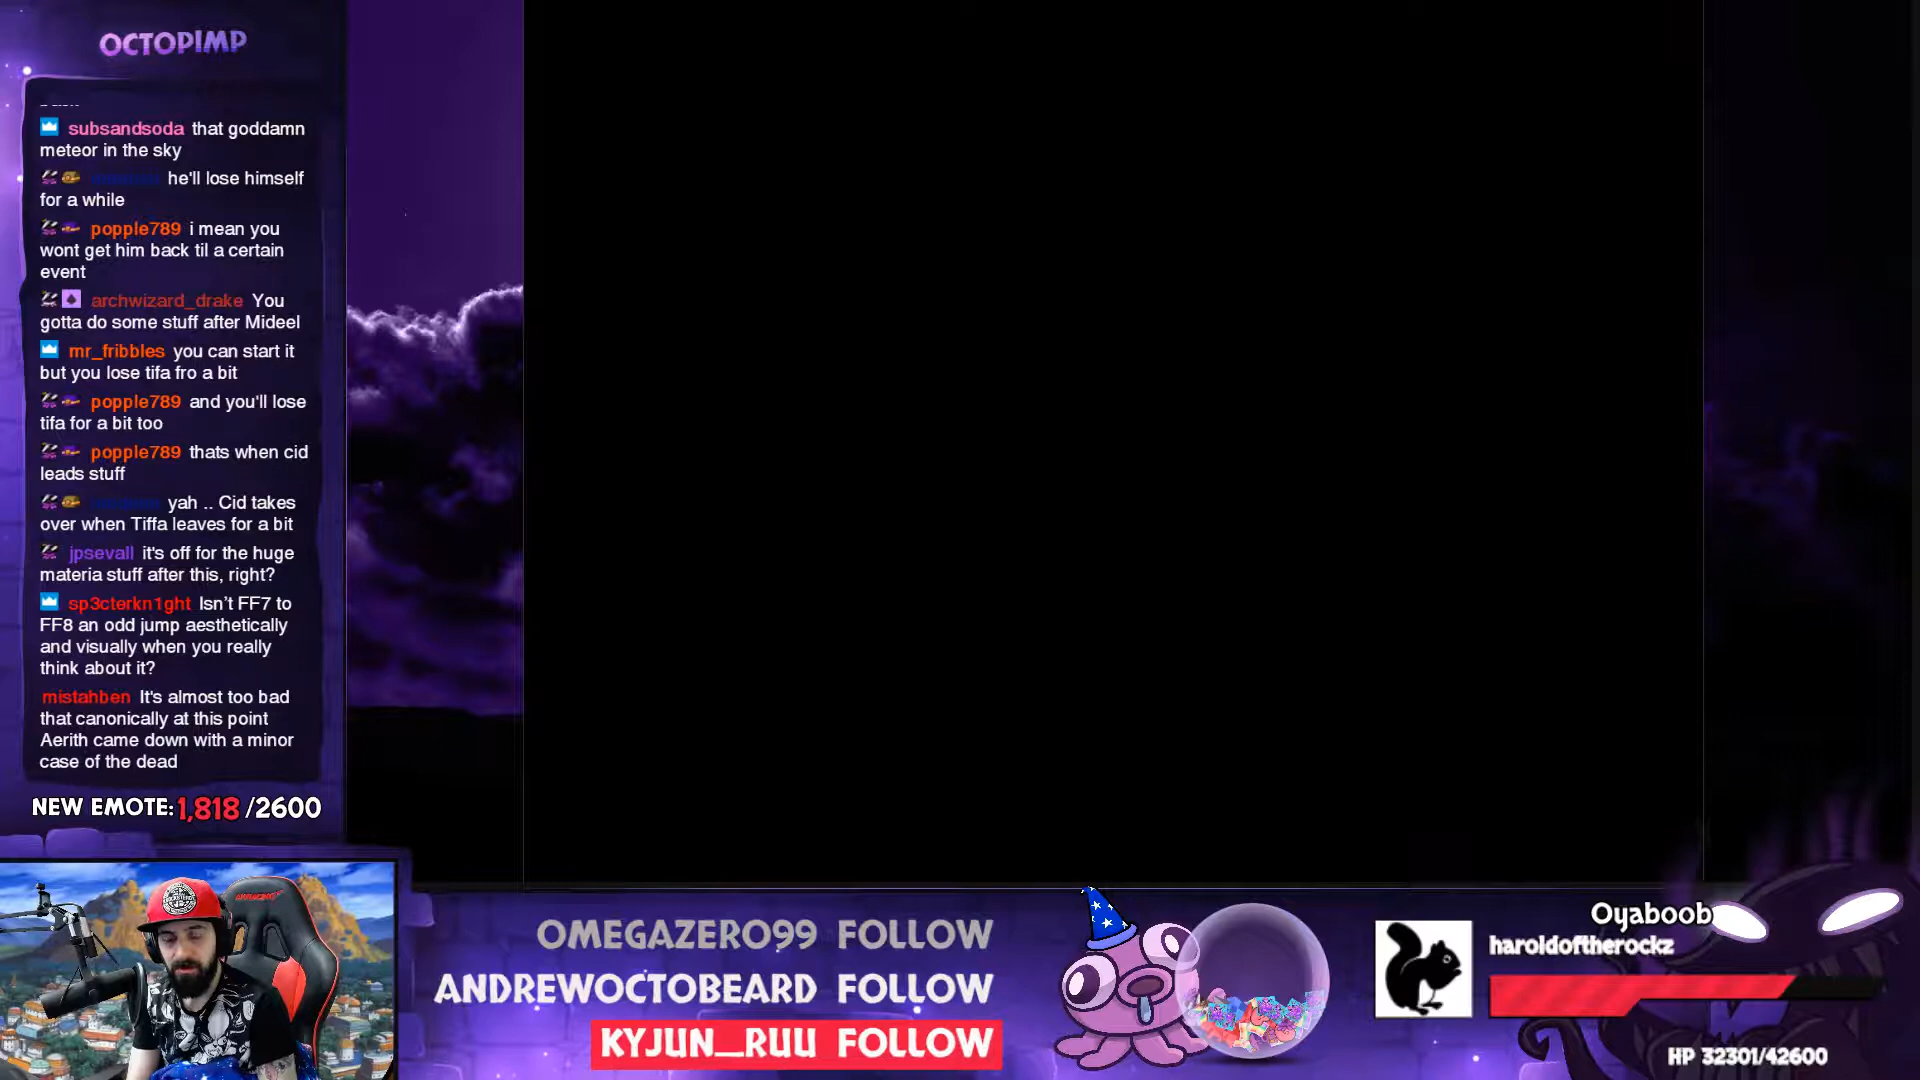 OCTOPIMP
subsandsoda that goddamn
meteor in the sky
he'll lose himself
for a while
popple789 i mean you
wont get him back til a certain
event
archwizard_drake You
gotta do some stuff after Mideel
mr_fribbles you can start it
but you lose tifa fro a bit
popple789 and you'll lose
tifa for a bit too
popple789 thats when cid
leads stuff
yah .. Cid takes
over when Tiffa leaves for a bit
jpsevall it's off for the huge
materia stuff after this, right?
sp3cterkn1ght Isn't FF7 to
FF8 an odd jump aesthetically
and visually when you really
think about it?
mistahben It's almost too bad
that canonically at this point
Aerith came down with a minor
case of the dead
NEW EMOTE: 1,818 /2600
OMEGAZERO99 FOLLOW
ANDREWOCTOBEARD FOLLOW
KYJUN_RUU FOLLOW
Oyaboob
haroldoftherockz
HP 32301/42600